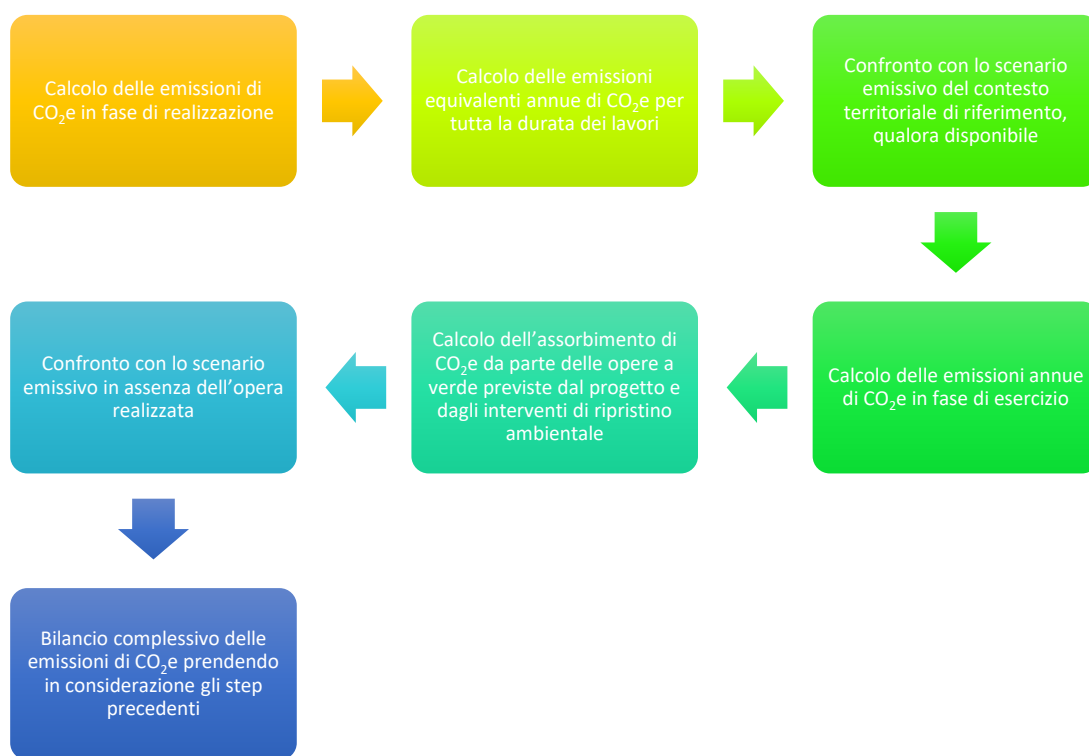 Calcolo delle emissioni di
CO₂e in fase di realizzazione
Calcolo delle emissioni
equivalenti annue di CO₂e per
tutta la durata dei lavori
Confronto con lo scenario
emissivo del contesto
territoriale di riferimento,
qualora disponibile
Calcolo delle emissioni annue
di CO₂e in fase di esercizio
Calcolo dell’assorbimento di
CO₂e da parte delle opere a
verde previste dal progetto e
dagli interventi di ripristino
ambientale
Confronto con lo scenario
emissivo in assenza dell’opera
realizzata
Bilancio complessivo delle
emissioni di CO₂e prendendo
in considerazione gli step
precedenti